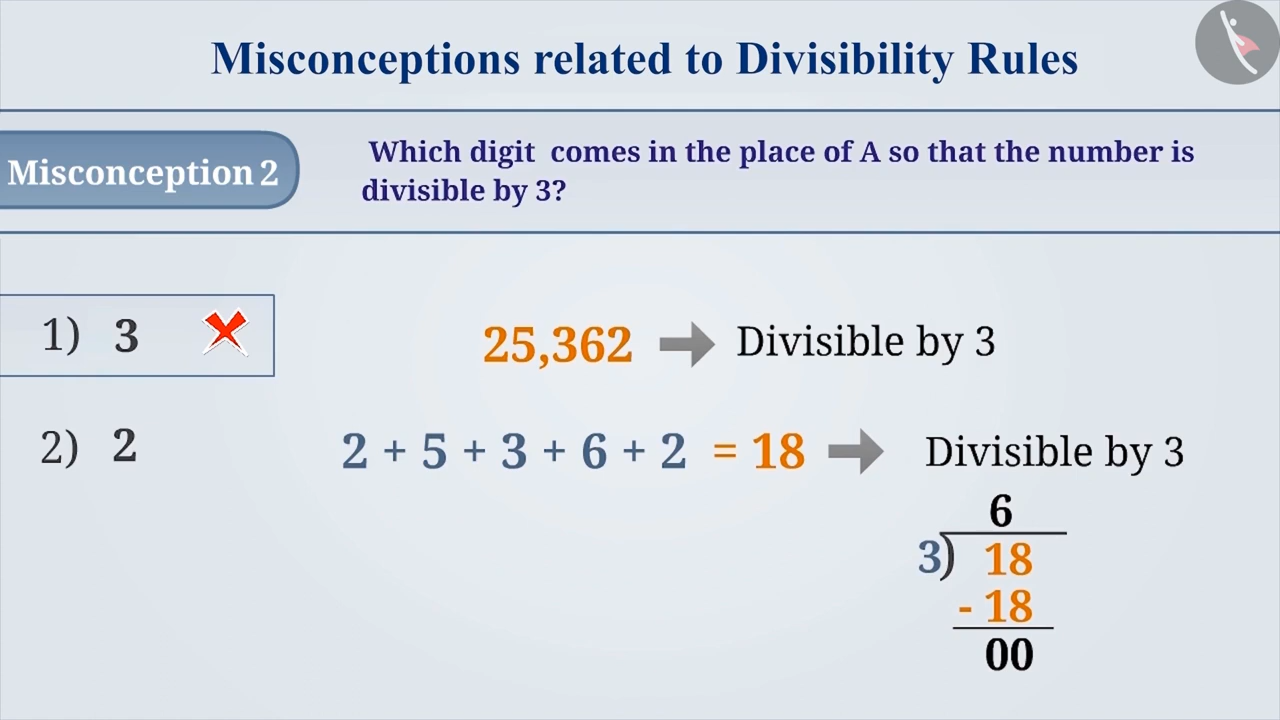 Misconceptions related to Divisibility Rules
Misconception 2
Which digit comes in the place of A so that the number is
divisible by 3?
1) 3
25,362 Divisible by 3
2) 2
2 + 5 + 3 + 6 + 2 = 18 Divisible by 3
6
3) 18
- 18
00